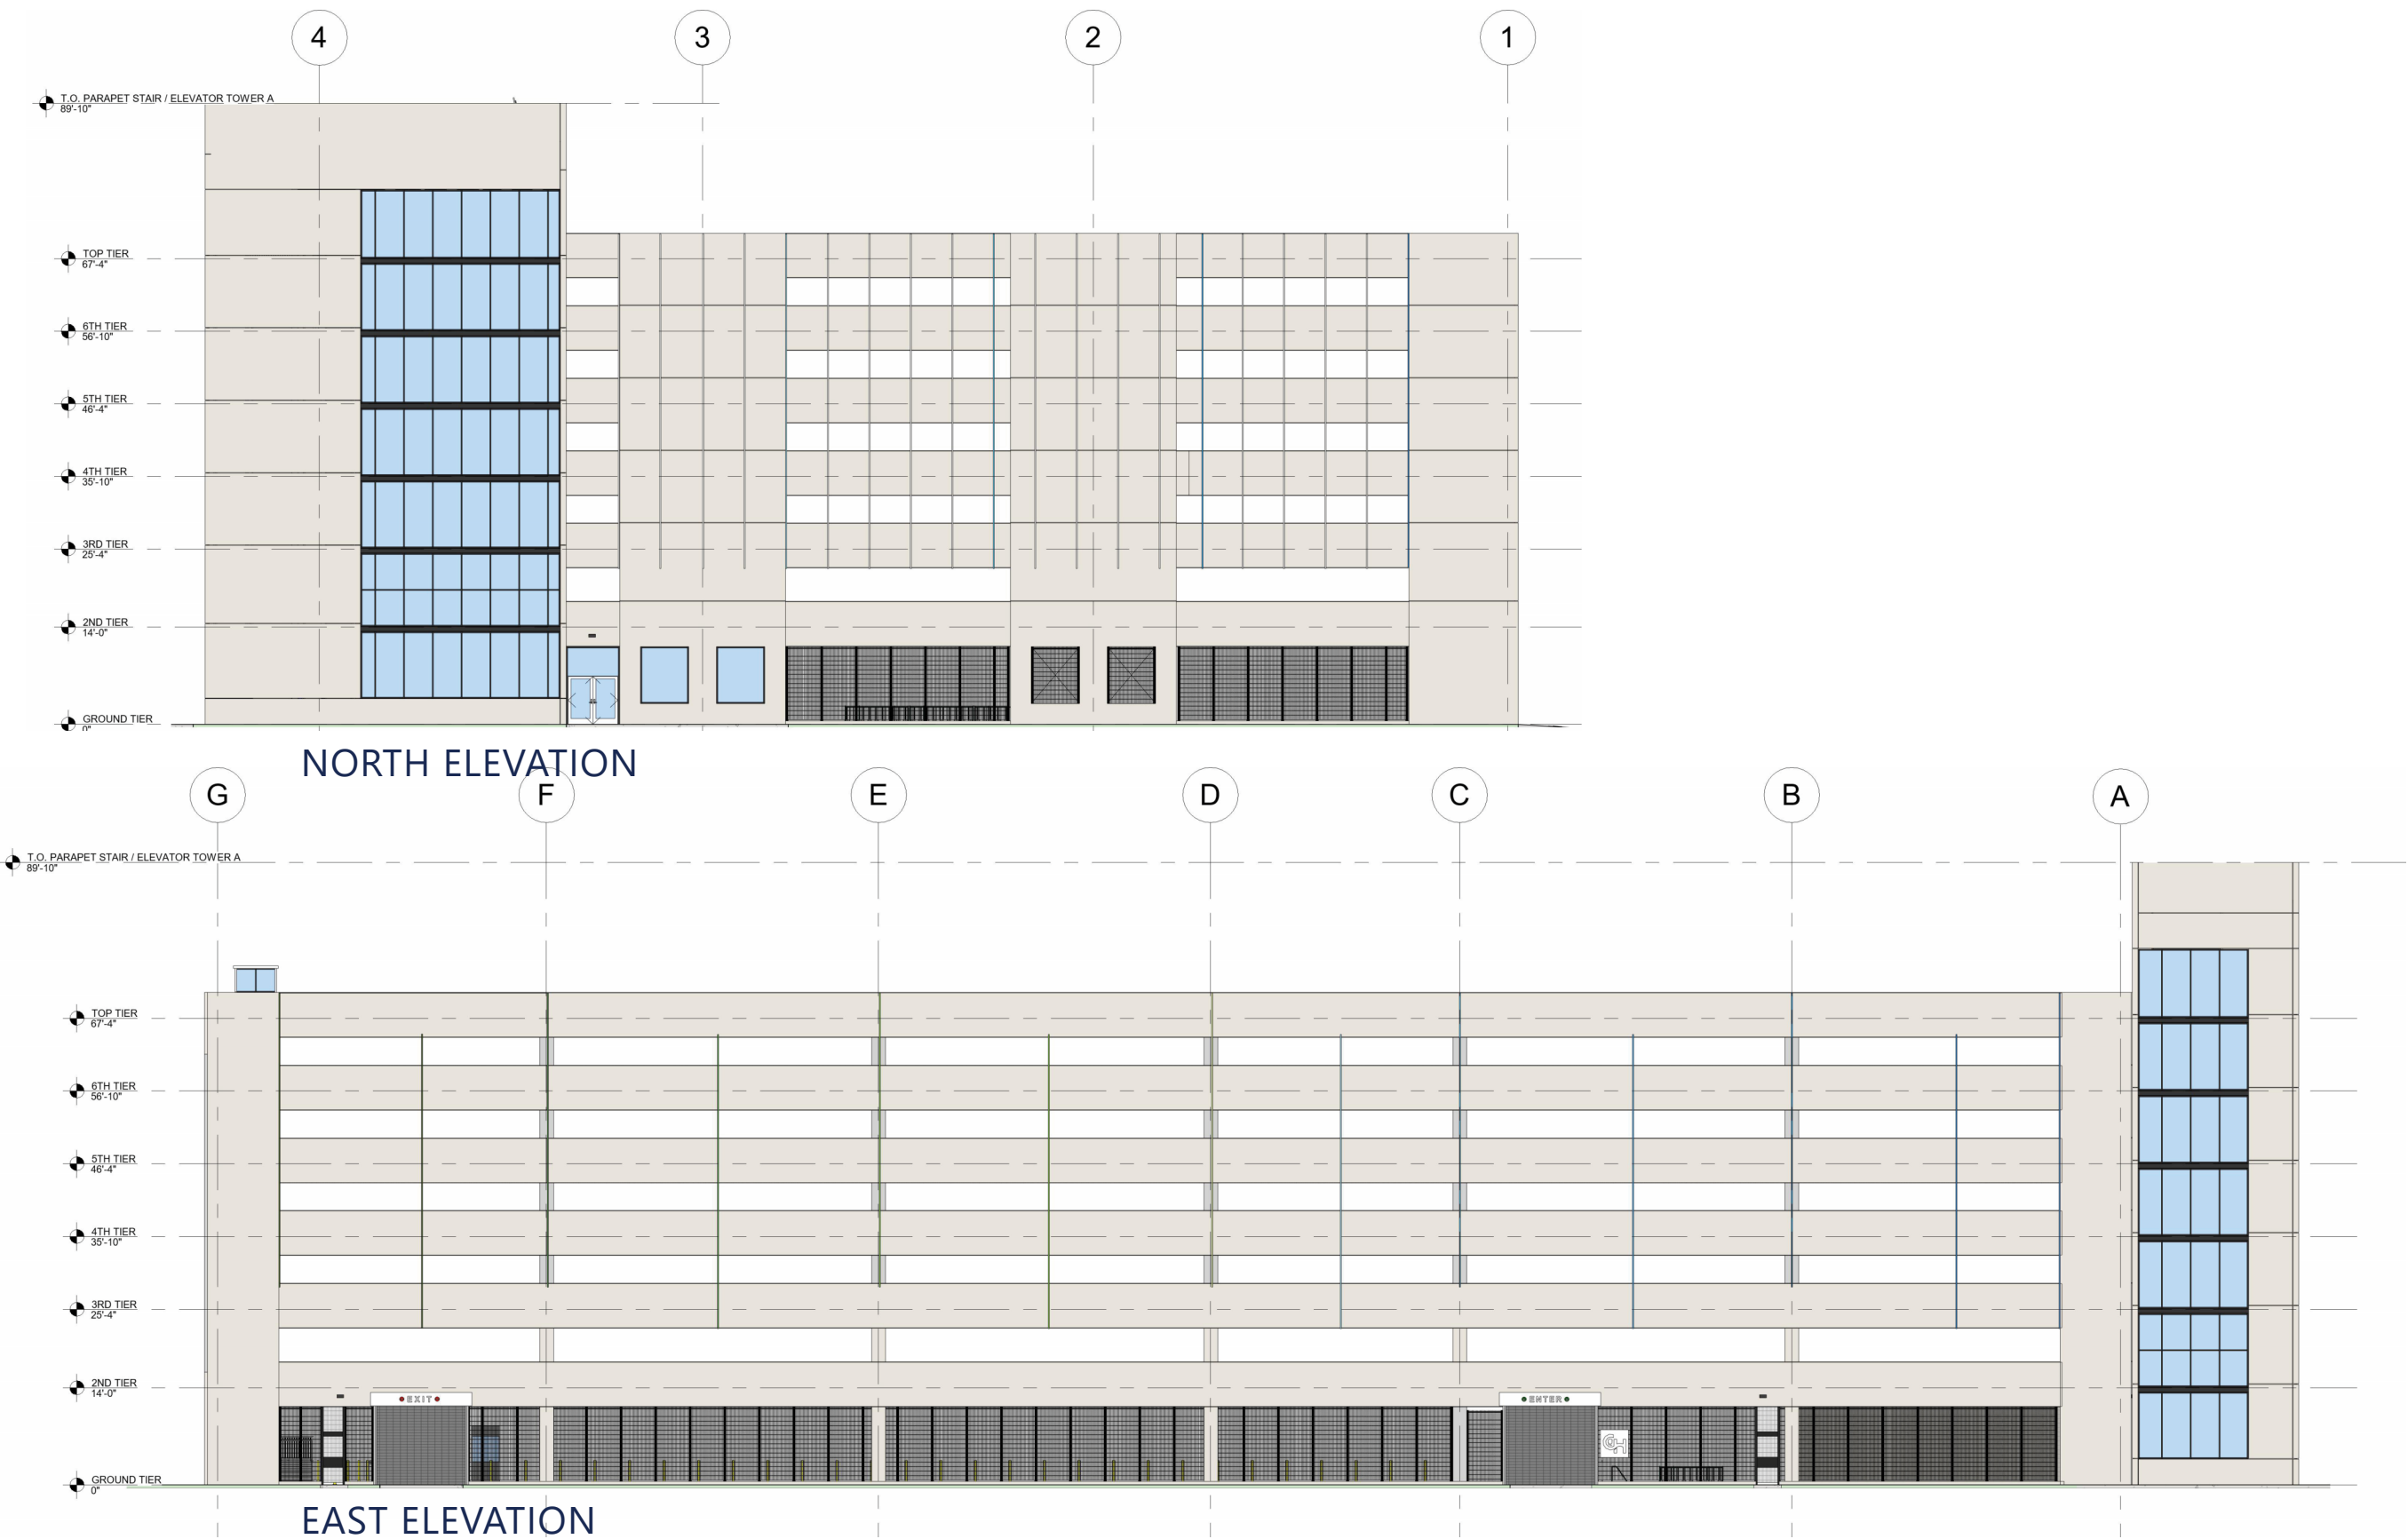 4
3
2
1
T.O. PARAPET STAIR / ELEVATOR TOWER A
89'-10"
TOP TIER
67'-4"
6TH TIER
56'-10"
5TH TIER
46'-4"
4TH TIER
35'-10"
3RD TIER
25'-4"
2ND TIER
14'-0"
GROUND TIER
0"
NORTH ELEVATION
G
F
E
D
C
B
A
T.O. PARAPET STAIR / ELEVATOR TOWER A
89'-10"
TOP TIER
67'-4"
6TH TIER
56'-10"
5TH TIER
46'-4"
4TH TIER
35'-10"
3RD TIER
25'-4"
2ND TIER
14'-0"
EXIT
ENTER
GROUND TIER
0"
EAST ELEVATION